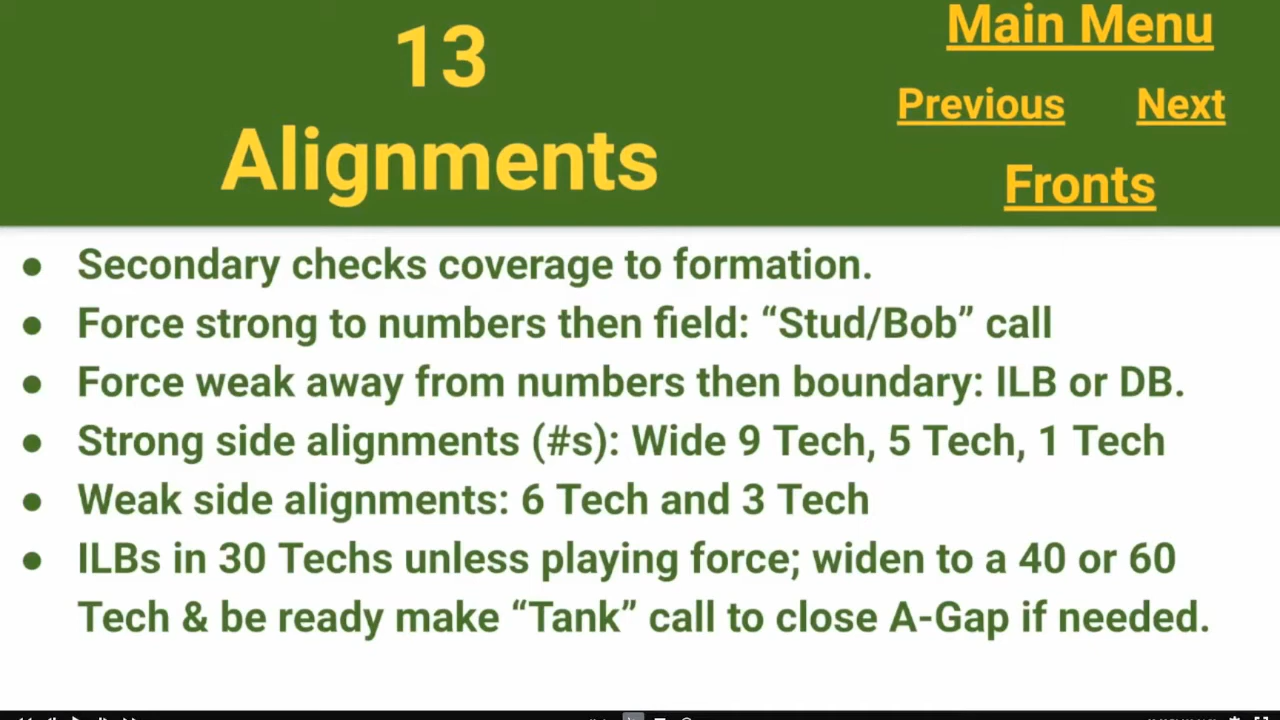 13
Alignments
Main Menu
Previous Next
Fronts
● Secondary checks coverage to formation.
● Force strong to numbers then field: “Stud/Bob” call
● Force weak away from numbers then boundary: ILB or DB.
● Strong side alignments (#s): Wide 9 Tech, 5 Tech, 1 Tech
● Weak side alignments: 6 Tech and 3 Tech
● ILBs in 30 Techs unless playing force; widen to a 40 or 60
Tech & be ready make “Tank” call to close A-Gap if needed.